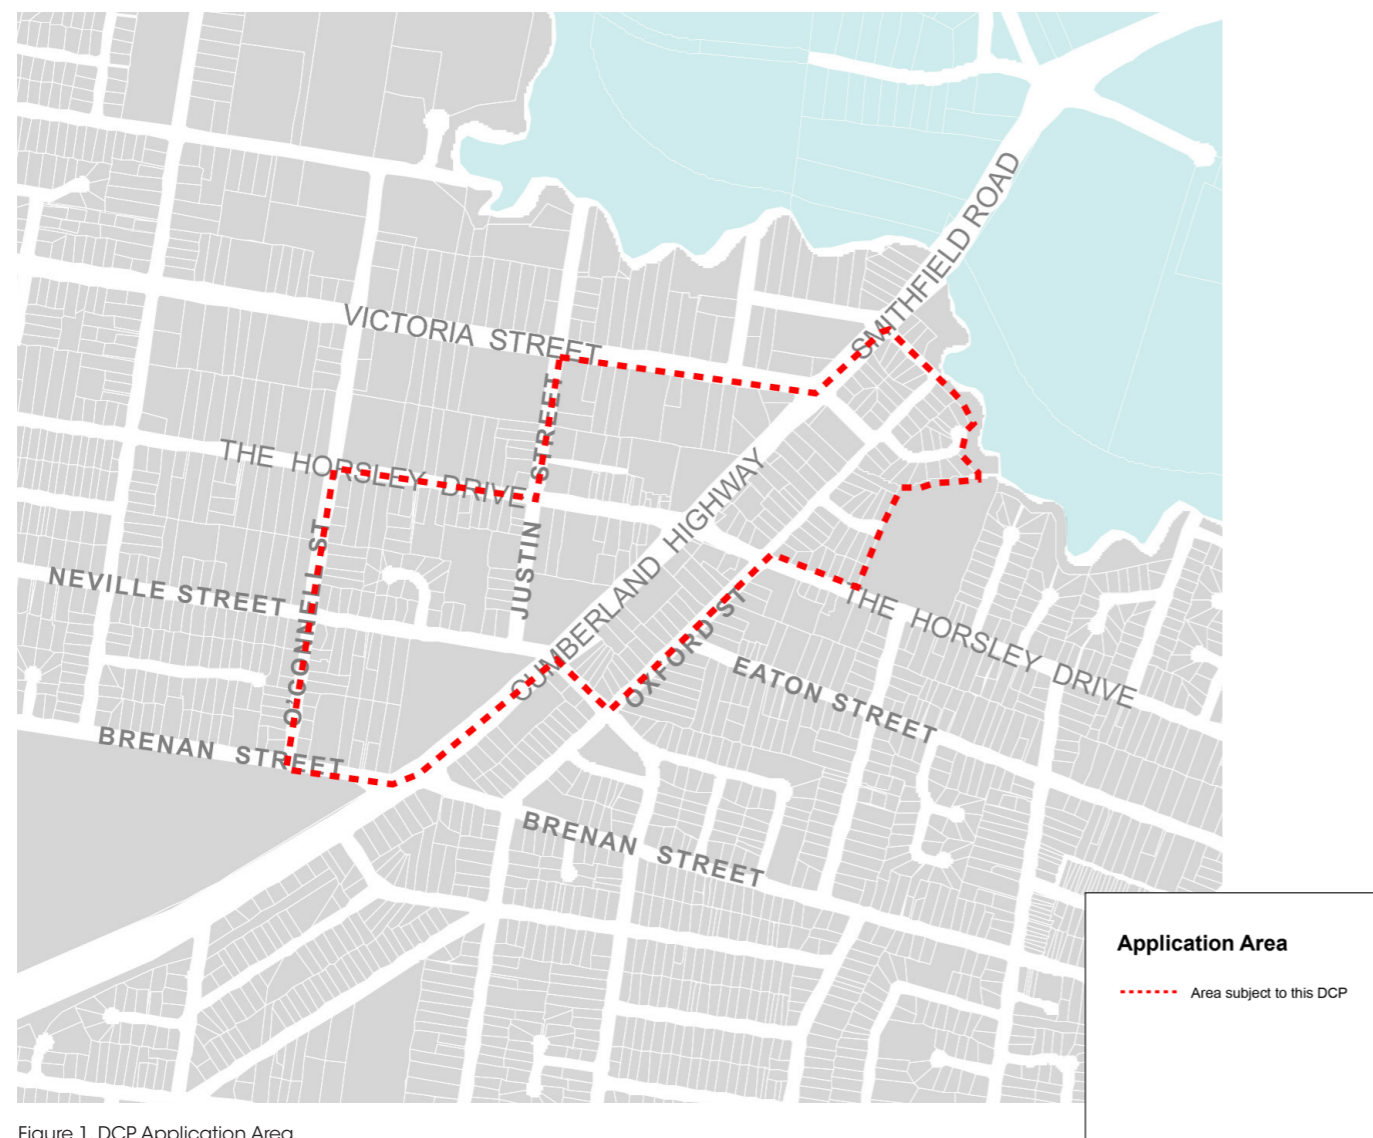 SMITHFIELD ROAD
VICTORIA STREET
THE HORSLEY DRIVE
JUSTIN STREET
CUMBERLAND HIGHWAY
O'CONNELL ST
NEVILLE STREET
OXFORD ST
THE HORSLEY DRIVE
EATON STREET
BRENAN STREET
BRENAN STREET
Application Area
Area subject to this DCP
Figure 1 DCP Application Area